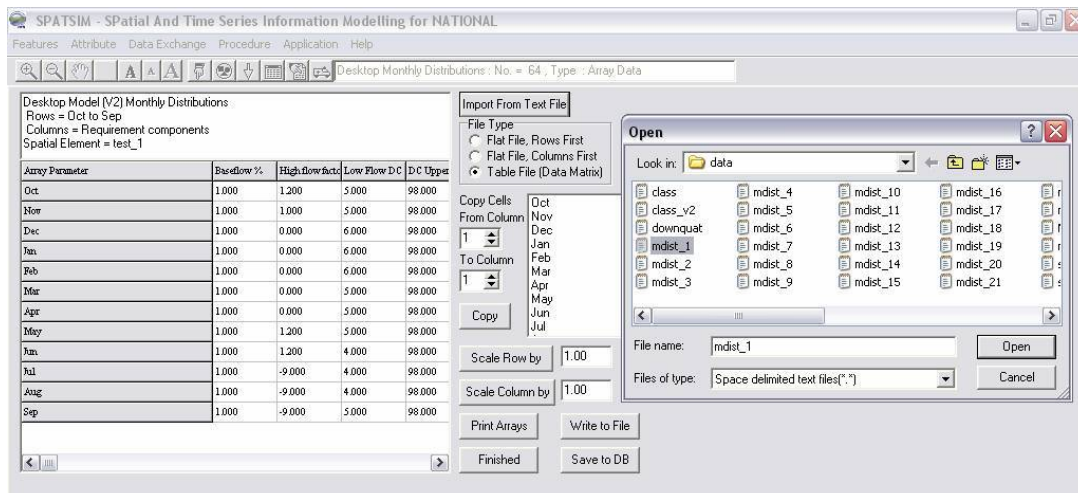 SPATSIM - SPatial And Time Series Information Modelling for NATIONAL
Features Attribute Data Exchange Procedure Application Help
A A A Desktop Monthly Distributions : No. = 64 , Type : Array Data
Desktop Model (V2) Monthly Distributions
Rows = Oct to Sep
Columns = Requirement components
Spatial Element = test_1
Array Parameter Baseflow % High flow facto Low Flow DC DC Upper
Oct 1.000 1.200 5.000 98.000
Nov 1.000 1.000 5.000 98.000
Dec 1.000 0.000 6.000 98.000
Jan 1.000 0.000 6.000 98.000
Feb 1.000 0.000 6.000 98.000
Mar 1.000 0.000 5.000 98.000
Apr 1.000 0.000 5.000 98.000
May 1.000 1.200 5.000 98.000
Jun 1.000 1.200 4.000 98.000
Jul 1.000 -9.000 4.000 98.000
Aug 1.000 -9.000 4.000 98.000
Sep 1.000 -9.000 5.000 98.000
Import From Text File
File Type
Flat File, Rows First
Flat File, Columns First
Table File (Data Matrix)
Copy Cells
From Column
1
To Column
1
Copy
Oct
Nov
Dec
Jan
Feb
Mar
Apr
May
Jun
Jul
Scale Row by 1.00
Scale Column by 1.00
Print Arrays Write to File
Finished Save to DB
Open
Look in: data
class mdist_4 mdist_10 mdist_16
class_v2 mdist_5 mdist_11 mdist_17
downquat mdist_6 mdist_12 mdist_18
mdist_1 mdist_7 mdist_13 mdist_19
mdist_2 mdist_8 mdist_14 mdist_20
mdist_3 mdist_9 mdist_15 mdist_21
File name: mdist_1 Open
Files of type: Space delimited text files(*.*) Cancel